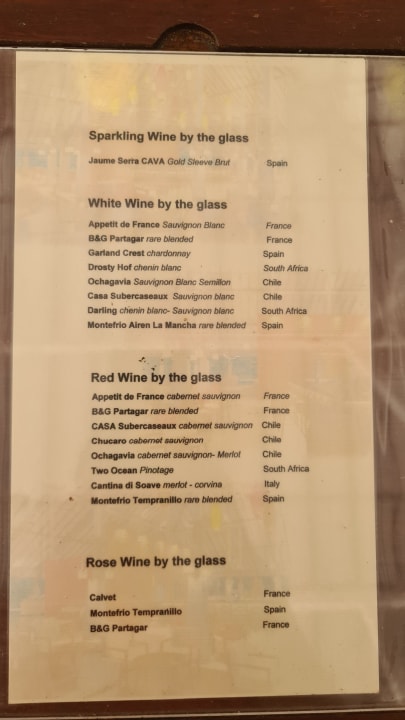 Sparkling Wine by the glass
Jaume Serra CAVA Gold Sleeve Brut Spain
White Wine by the glass
Appetit de France Sauvignon Blanc France
B&G Partagar rare blended France
Garland Crest chardonnay Spain
Drosty Hof chenin blanc South Africa
Ochagavia Sauvignon Blanc Semillon Chile
Casa Subercaseaux Sauvignon blanc Chile
Darling chenin blanc- Sauvignon blanc South Africa
Montefrio Airen La Mancha rare blended Spain
Red Wine by the glass
Appetit de France cabernet sauvignon France
B&G Partagar rare blended France
CASA Subercaseaux cabernet sauvignon Chile
Chucaro cabernet sauvignon Chile
Ochagavia cabernet sauvignon- Merlot Chile
Two Ocean Pinotage South Africa
Cantina di Soave merlot - corvina Italy
Montefrio Tempranillo rare blended Spain
Rose Wine by the glass
Calvet France
Montefrio Tempranillo Spain
B&G Partagar France